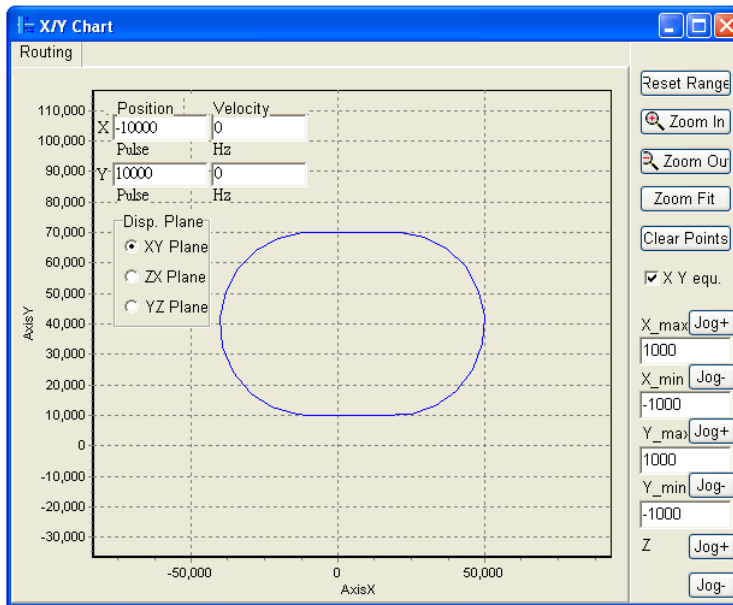 X/Y Chart
Routing
Position Velocity
X -10000 0
Pulse Hz
Y 10000 0
Pulse Hz
Disp. Plane
XY Plane
ZX Plane
YZ Plane
110,000
100,000
90,000
80,000
70,000
60,000
50,000
40,000
30,000
20,000
10,000
0
-10,000
-20,000
-30,000
AxisY
-50,000 0 50,000
AxisX
Reset Range
Zoom In
Zoom Ou
Zoom Fit
Clear Points
X Y equ.
X_max Jog+
1000
X_min Jog-
-1000
Y_max Jog+
1000
Y_min Jog-
-1000
Z Jog+
Jog-